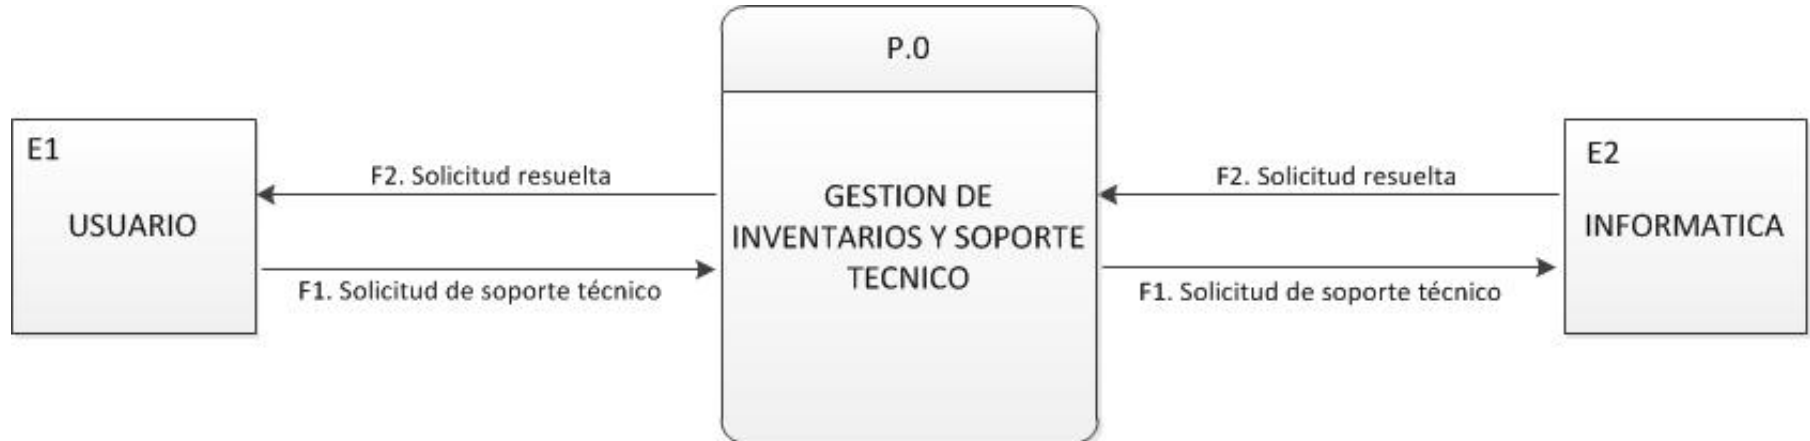 P.0
E1
USUARIO
F2. Solicitud resuelta
F1. Solicitud de soporte técnico
GESTION DE
INVENTARIOS Y SOPORTE
TECNICO
F2. Solicitud resuelta
F1. Solicitud de soporte técnico
E2
INFORMATICA